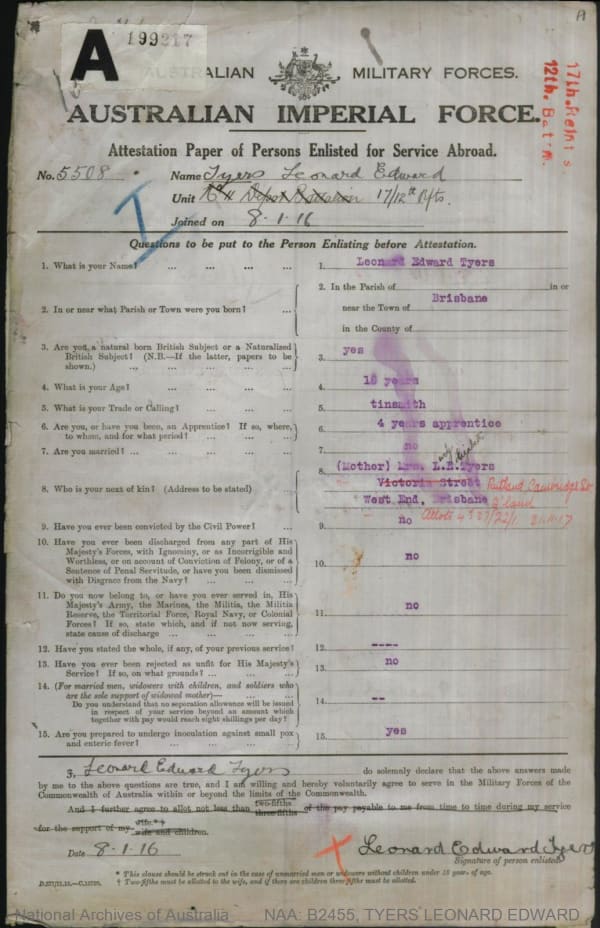 A 199217
AUSTRALIAN MILITARY FORCES.
AUSTRALIAN IMPERIAL FORCE.
17th. Reints
12th. Batn.
Attestation Paper of Persons Enlisted for Service Abroad.
No. 5508 Name Tyers Leonard Edward
Unit 11th Depot Battalion 17/12th Rfts.
Joined on 8-1-16
Questions to be put to the Person Enlisting before Attestation.
1. What is your Name? ... ... ... ... 1. Leonard Edward Tyers
2. In or near what Parish or Town were you born? ... 2. In the Parish of in or
near the Town of Brisbane
in the County of
3. Are you a natural born British Subject or a Naturalized
British Subject? (N.B.—If the latter, papers to be
shown.) ... ... ... ... 3. yes
4. What is your Age? ... ... ... ... 4. 18 years
5. What is your Trade or Calling? ... ... ... 5. tinsmith
6. Are you, or have you been, an Apprentice? If so, where,
to whom, and for what period? ... ... ... 6. 4 years apprentice
7. Are you married? ... ... ... ... ... 7. no
8. Who is your next of kin? (Address to be stated) ... 8. (Mother) Mrs. L.E.Tyers
Victoria Street
West End, Brisbane
9. Have you ever been convicted by the Civil Power? ... 9. no
10. Have you ever been discharged from any part of His
Majesty's Forces, with Ignominy, or as Incorrigible and
Worthless, or on account of Conviction of Felony, or of a
Sentence of Penal Servitude, or have you been dismissed
with Disgrace from the Navy? ... ... ... 10. no
11. Do you now belong to, or have you ever served in, His
Majesty's Army, the Marines, the Militia, the Militia
Reserve, the Territorial Force, Royal Navy, or Colonial
Forces? If so, state which, and if not now serving,
state cause of discharge ... ... ... ... 11. no
12. Have you stated the whole, if any, of your previous service? 12. ----
13. Have you ever been rejected as unfit for His Majesty's
Service? If so, on what grounds? ... ... ... 13. no
14. (For married men, widowers with children, and soldiers who
are the sole support of widowed mother)—
Do you understand that no separation allowance will be issued
in respect of your service beyond an amount which
together with pay would reach eight shillings per day? 14. --
15. Are you prepared to undergo inoculation against small pox
and enteric fever? ... ... ... ... 15. yes
I, Leonard Edward Tyers do solemnly declare that the above answers made
by me to the above questions are true, and I am willing and hereby voluntarily agree to serve in the Military Forces of the
Commonwealth of Australia within or beyond the limits of the Commonwealth.
And I further agree to allot not less than two-fifths three-fifths of the pay payable to me from time to time during my service
for the support of my wife*† wife and children.
Date 8-1-16 Leonard Edward Tyers
Signature of person enlisted.
* This clause should be struck out in the case of unmarried men or widowers without children under 18 years of age.
† Two-fifths must be allotted to the wife, and if there are children three-fifths must be allotted.
National Archives of Australia NAA: B2455, TYERS LEONARD EDWARD